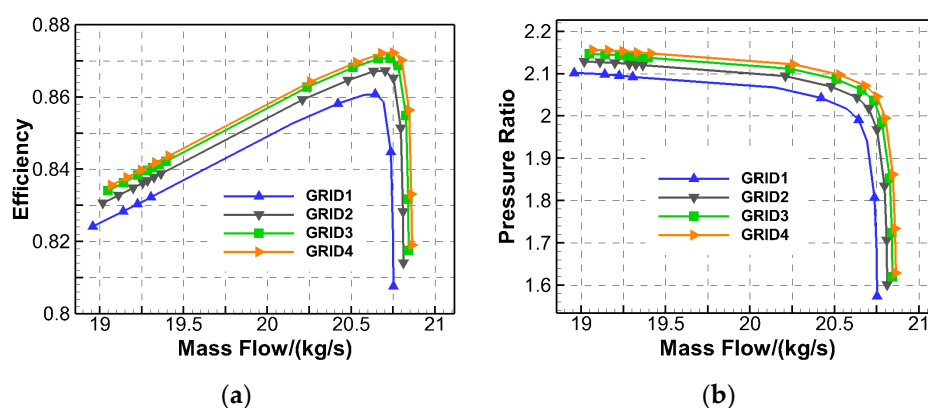 0.88
0.86
0.84
0.82
0.8
Efficiency
GRID1
GRID2
GRID3
GRID4
19
19.5
20
20.5
21
Mass Flow/(kg/s)
(a)
2.2
2.1
2
1.9
1.8
1.7
1.6
Pressure Ratio
GRID1
GRID2
GRID3
GRID4
19
19.5
20
20.5
21
Mass Flow/(kg/s)
(b)